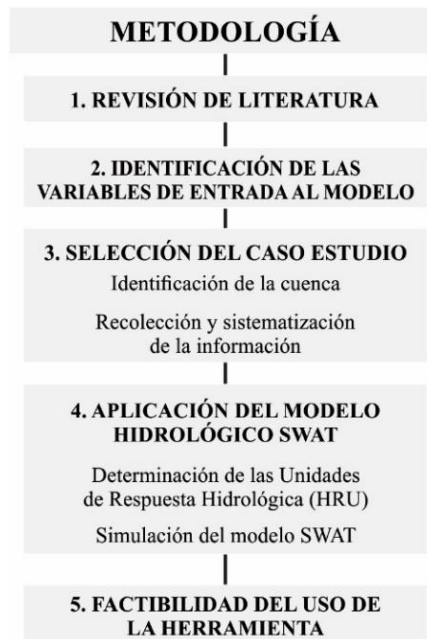 METODOLOGÍA
1. REVISIÓN DE LITERATURA
2. IDENTIFICACIÓN DE LAS
VARIABLES DE ENTRADA AL MODELO
3. SELECCIÓN DEL CASO ESTUDIO
Identificación de la cuenca
Recolección y sistematización
de la información
4. APLICACIÓN DEL MODELO
HIDROLÓGICO SWAT
Determinación de las Unidades
de Respuesta Hidrológica (HRU)
Simulación del modelo SWAT
5. FACTIBILIDAD DEL USO DE
LA HERRAMIENTA